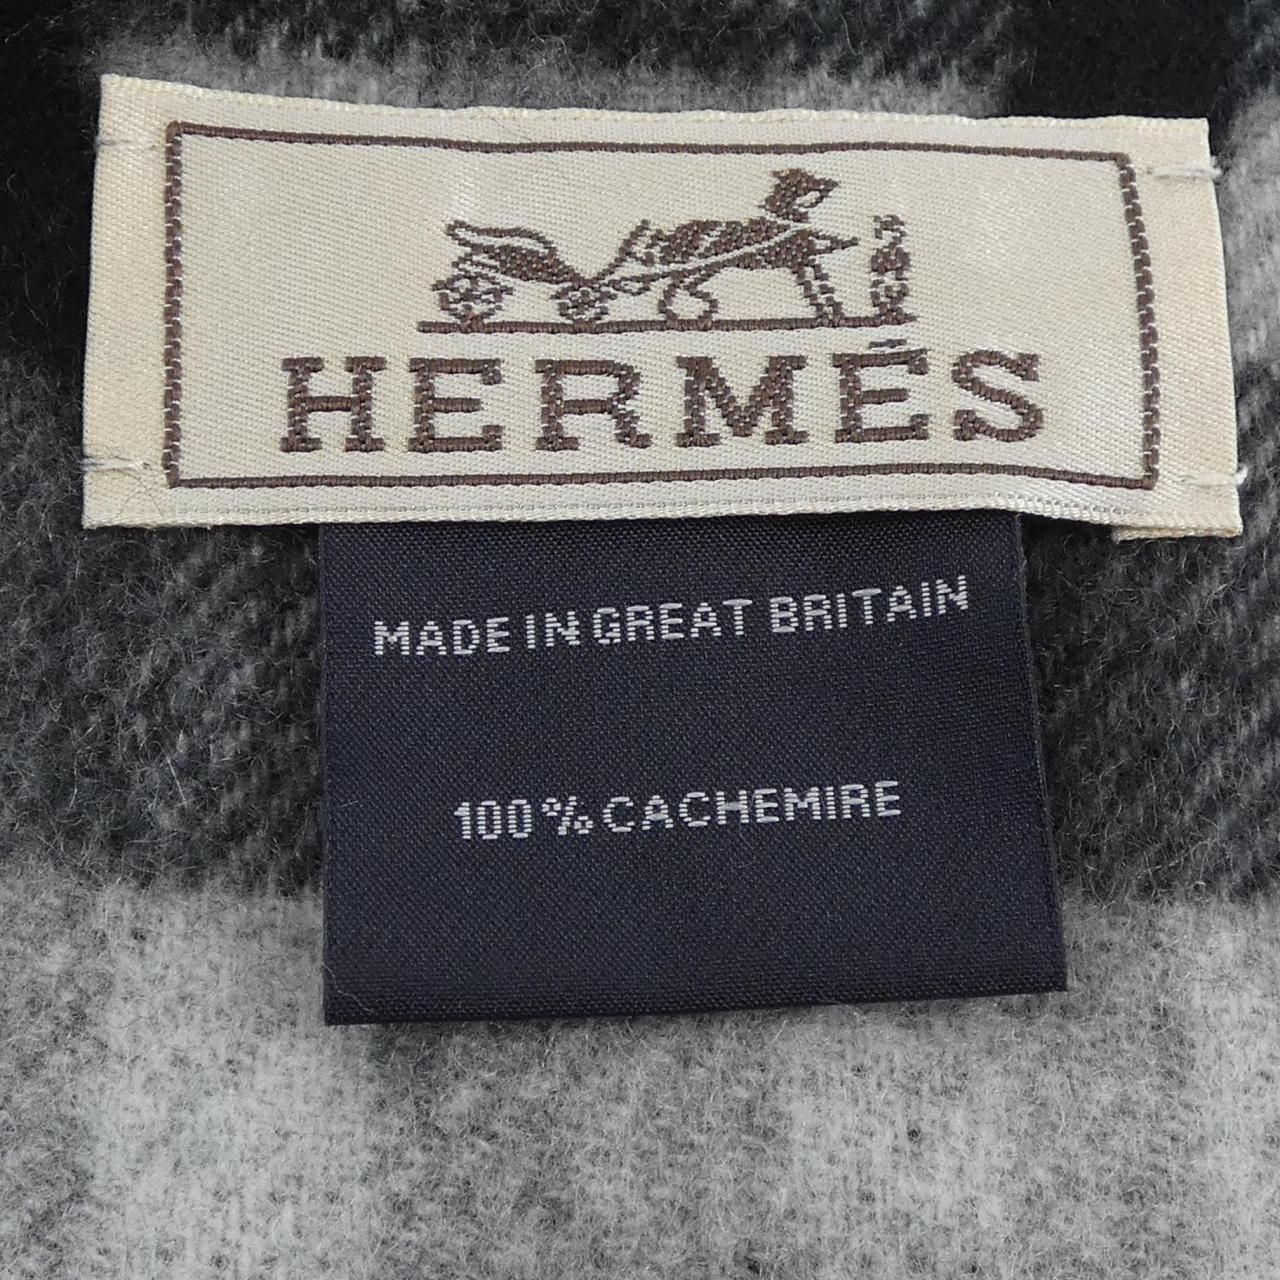 HERMÈS
MADE IN GREAT BRITAIN
100% CACHEMIRE